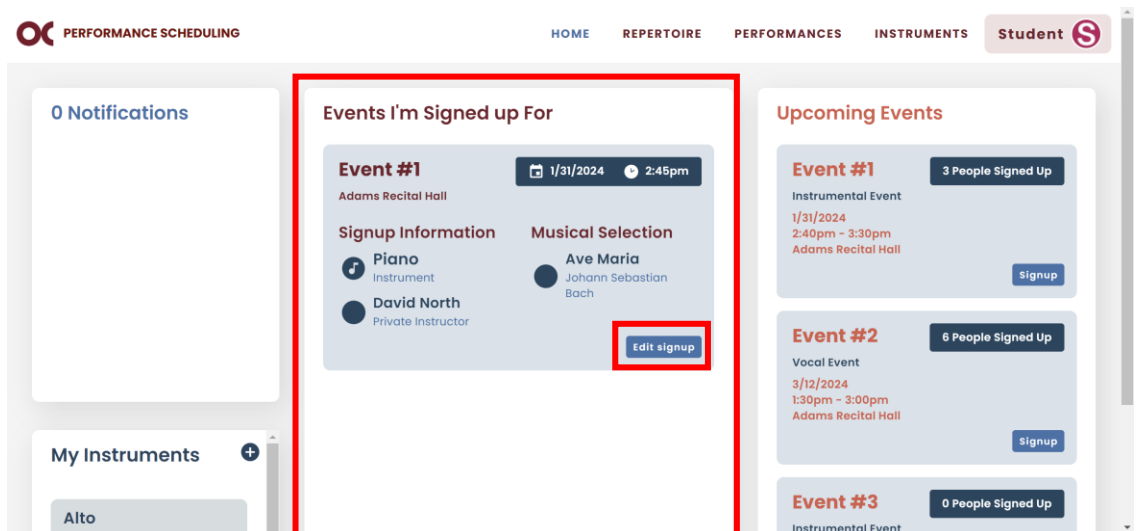 OC PERFORMANCE SCHEDULING
HOME REPERTOIRE PERFORMANCES INSTRUMENTS Student S
0 Notifications
My Instruments
Alto
Events I'm Signed up For
Event #1 1/31/2024 2:45pm
Adams Recital Hall
Signup Information
Piano
Instrument
David North
Private Instructor
Musical Selection
Ave Maria
Johann Sebastian
Bach
Edit signup
Upcoming Events
Event #1 3 People Signed Up
Instrumental Event
1/31/2024
2:40pm - 3:30pm
Adams Recital Hall
Signup
Event #2 6 People Signed Up
Vocal Event
3/12/2024
1:30pm - 3:00pm
Adams Recital Hall
Signup
Event #3 0 People Signed Up
Instrumental Event